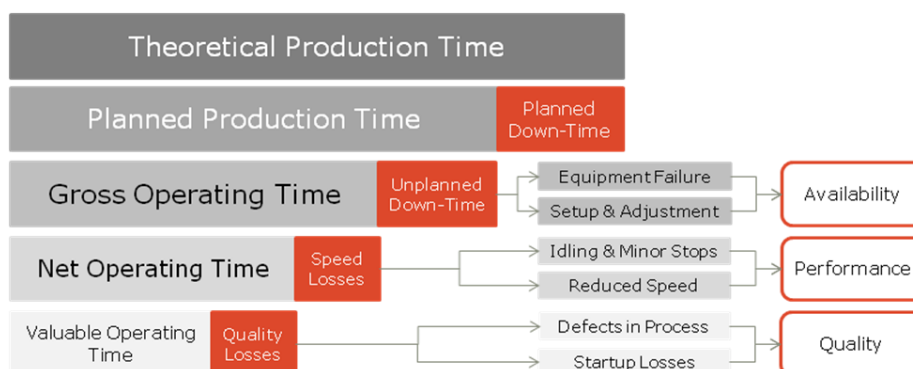 Theoretical Production Time
Planned Production Time
Planned
Down-Time
Gross Operating Time
Unplanned
Down-Time
Equipment Failure
Setup & Adjustment
Availability
Net Operating Time
Speed
Losses
Idling & Minor Stops
Reduced Speed
Performance
Valuable Operating
Time
Quality
Losses
Defects in Process
Startup Losses
Quality